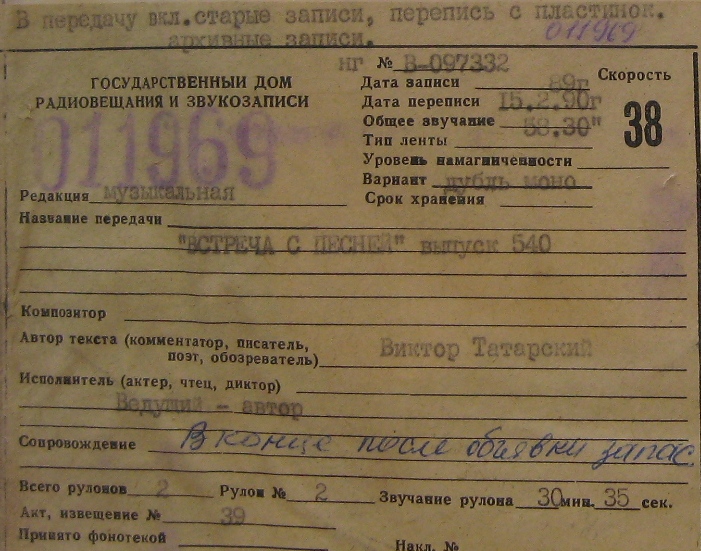 В передачу вкл.старые записи, перепись с пластинок.
архивные записи.
011969
нг № В-097332
ГОСУДАРСТВЕННЫЙ ДОМ
РАДИОВЕЩАНИЯ И ЗВУКОЗАПИСИ
011969
Дата записи 89г
Дата переписи 15.2.90г
Общее звучание 58.30"
Тип ленты
Уровень намагниченности
Вариант дубль моно
Срок хранения
Скорость
38
Редакция музыкальная
Название передачи
"ВСТРЕЧА С ПЕСНЕЙ" выпуск 540
Композитор
Автор текста (комментатор, писатель,
поэт, обозреватель) Виктор Татарский
Исполнитель (актер, чтец, диктор)
Ведущий - автор
Сопровождение В конце после объявки запас
Всего рулонов 2 Рулон № 2 Звучание рулона 30 мин. 35 сек.
Акт, извещение № 39
Принято фонотекой Накл. №